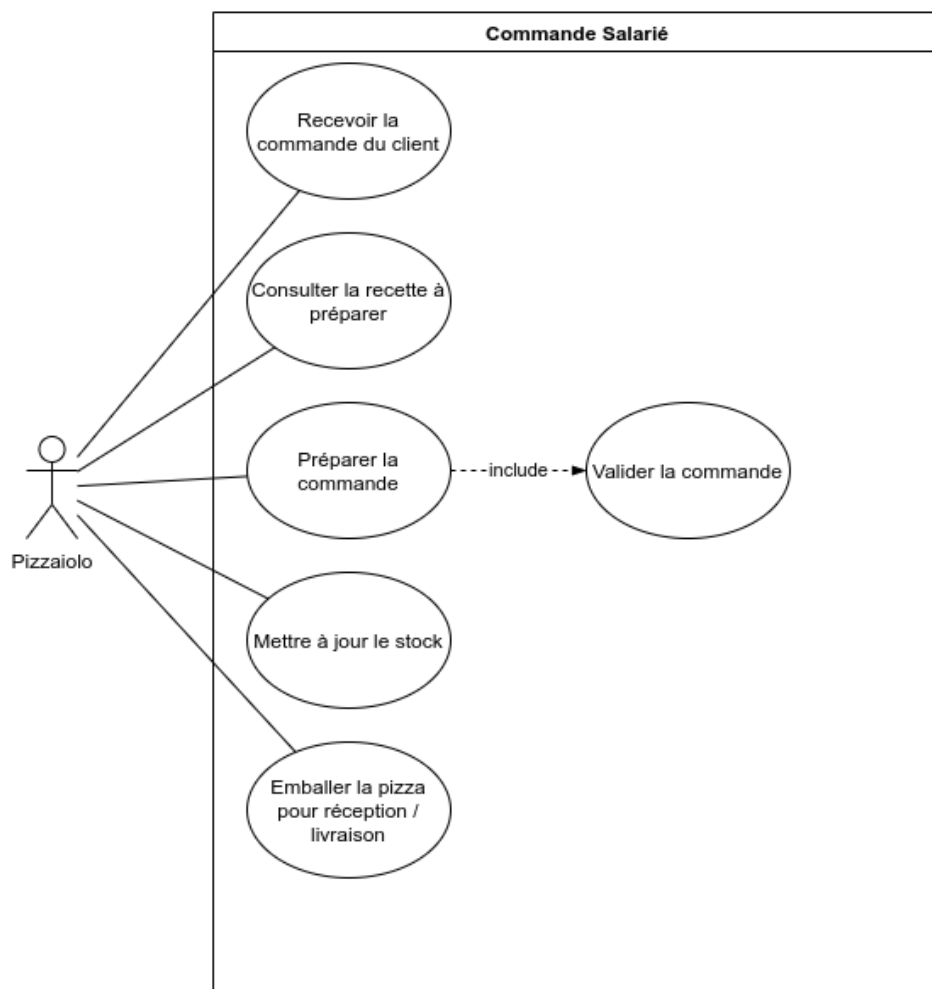 Commande Salarié
Recevoir la
commande du client
Consulter la recette à
préparer
Préparer la
commande
include
Valider la commande
Pizzaiolo
Mettre à jour le stock
Emballer la pizza
pour réception /
livraison